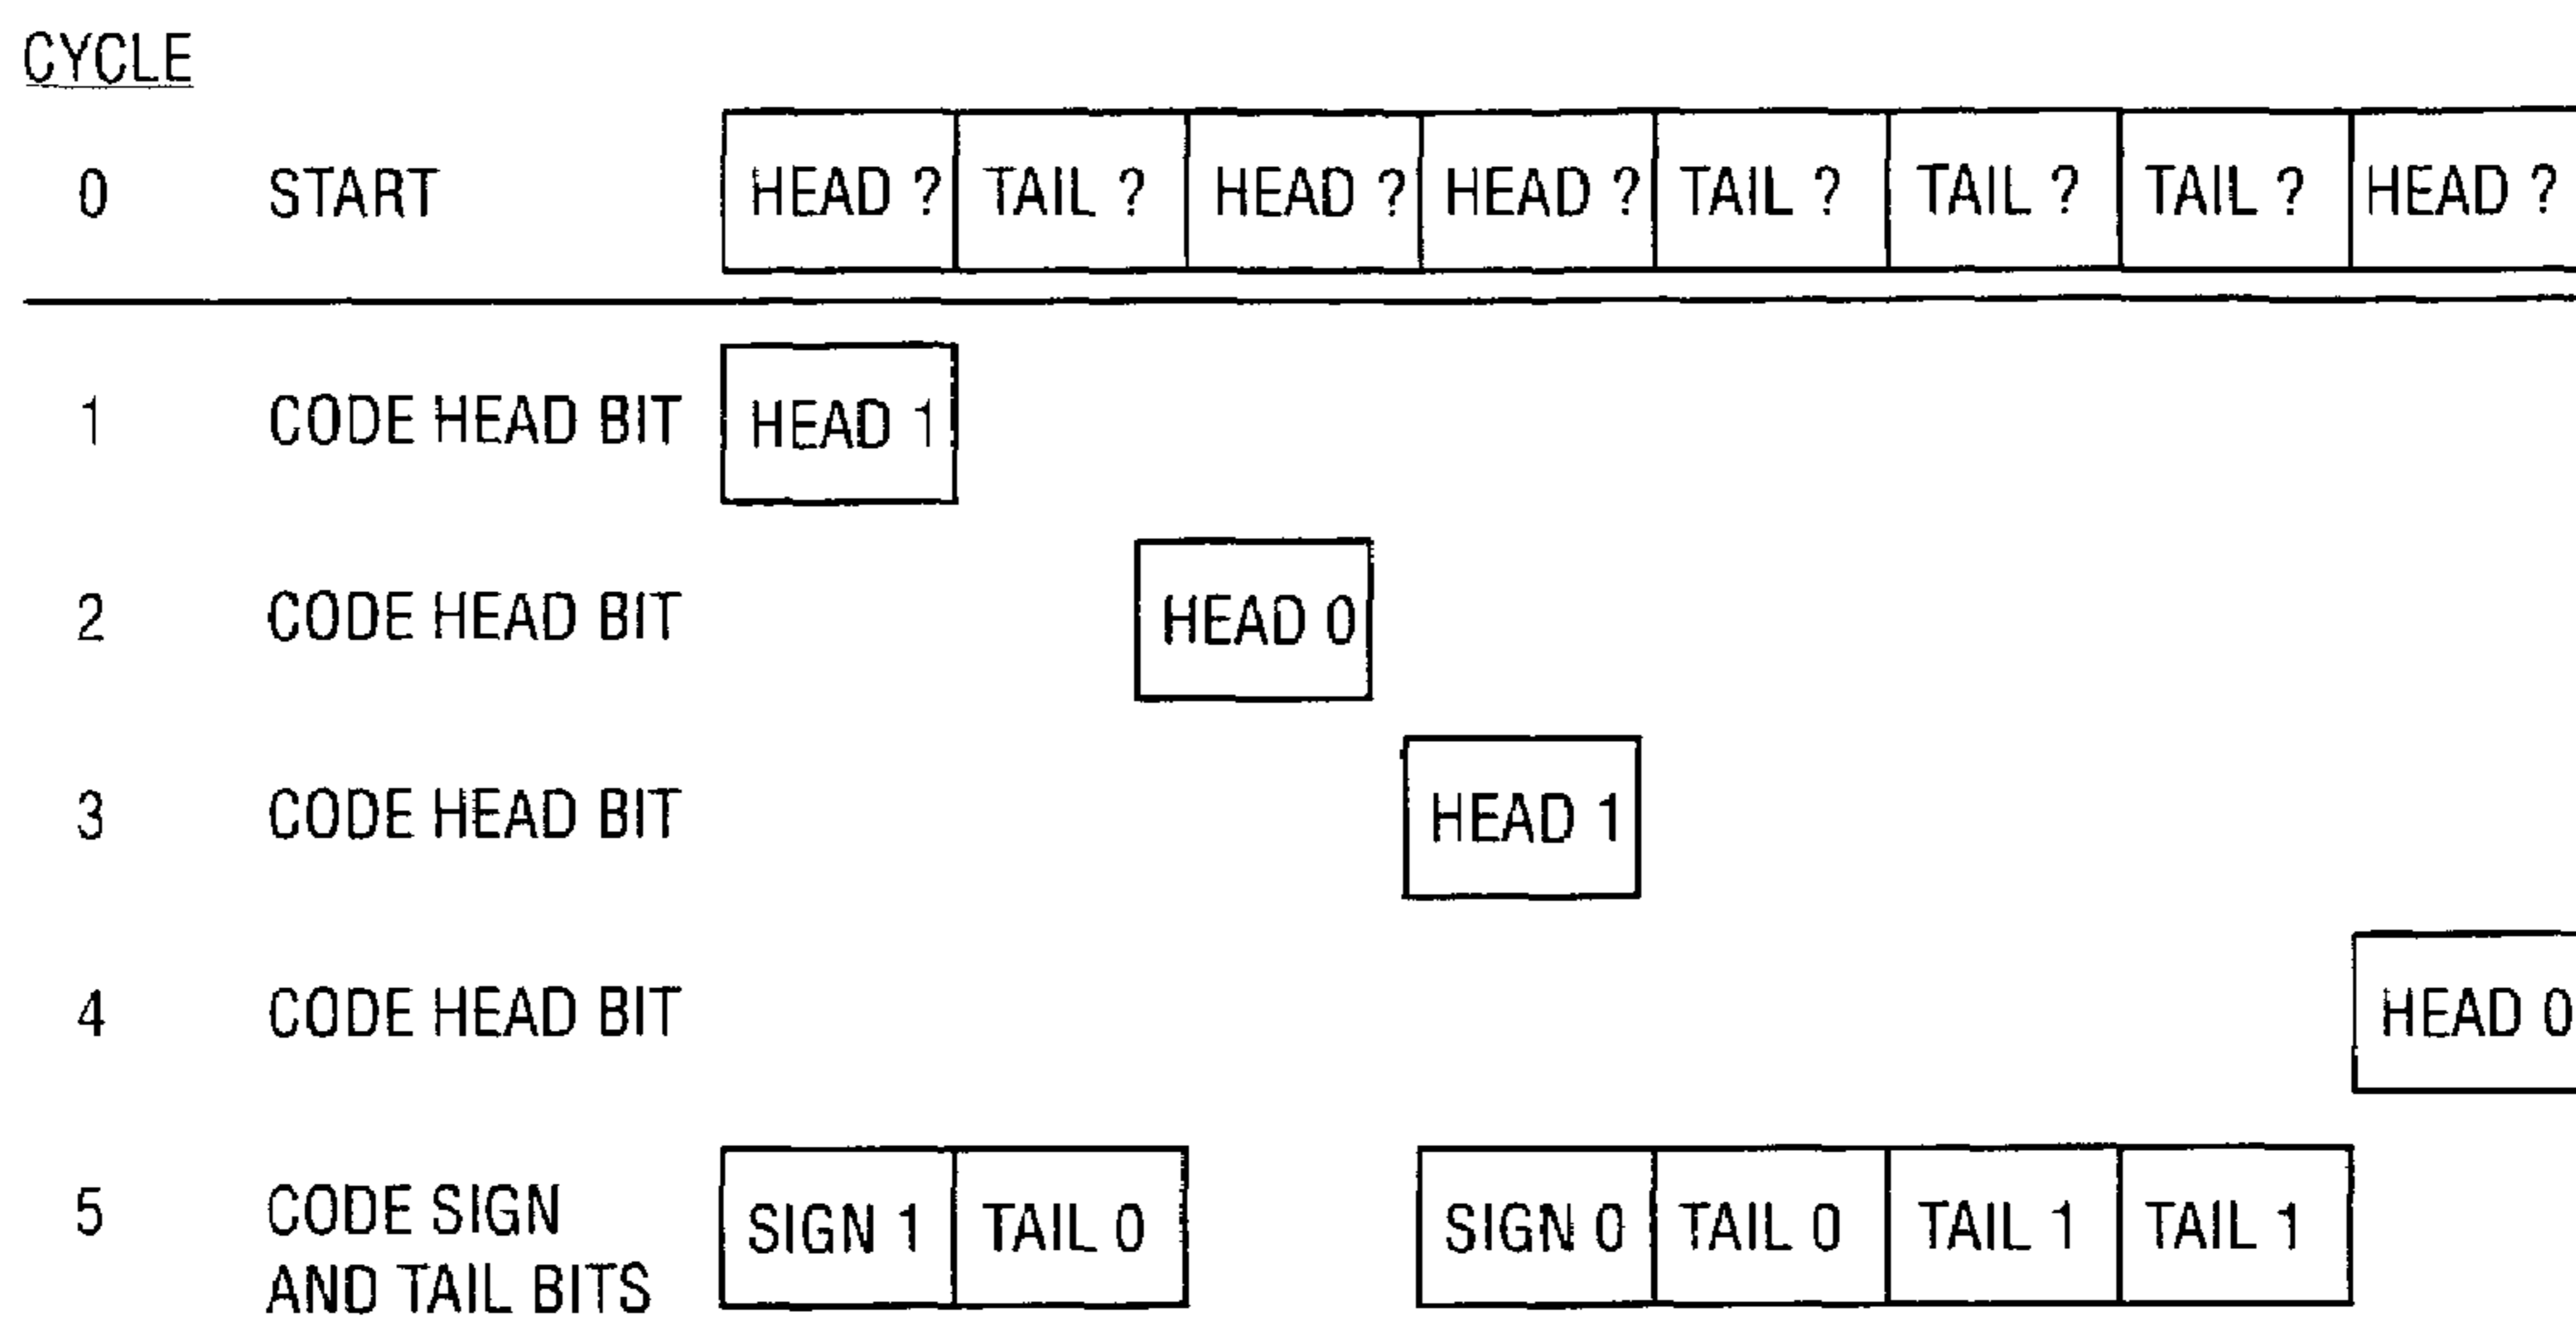 CYCLE
0 START HEAD ? TAIL ? HEAD ? HEAD ? TAIL ? TAIL ? TAIL ? HEAD ?
1 CODE HEAD BIT HEAD 1
2 CODE HEAD BIT HEAD 0
3 CODE HEAD BIT HEAD 1
4 CODE HEAD BIT HEAD 0
5 CODE SIGN SIGN 1 TAIL 0 SIGN 0 TAIL 0 TAIL 1 TAIL 1
AND TAIL BITS